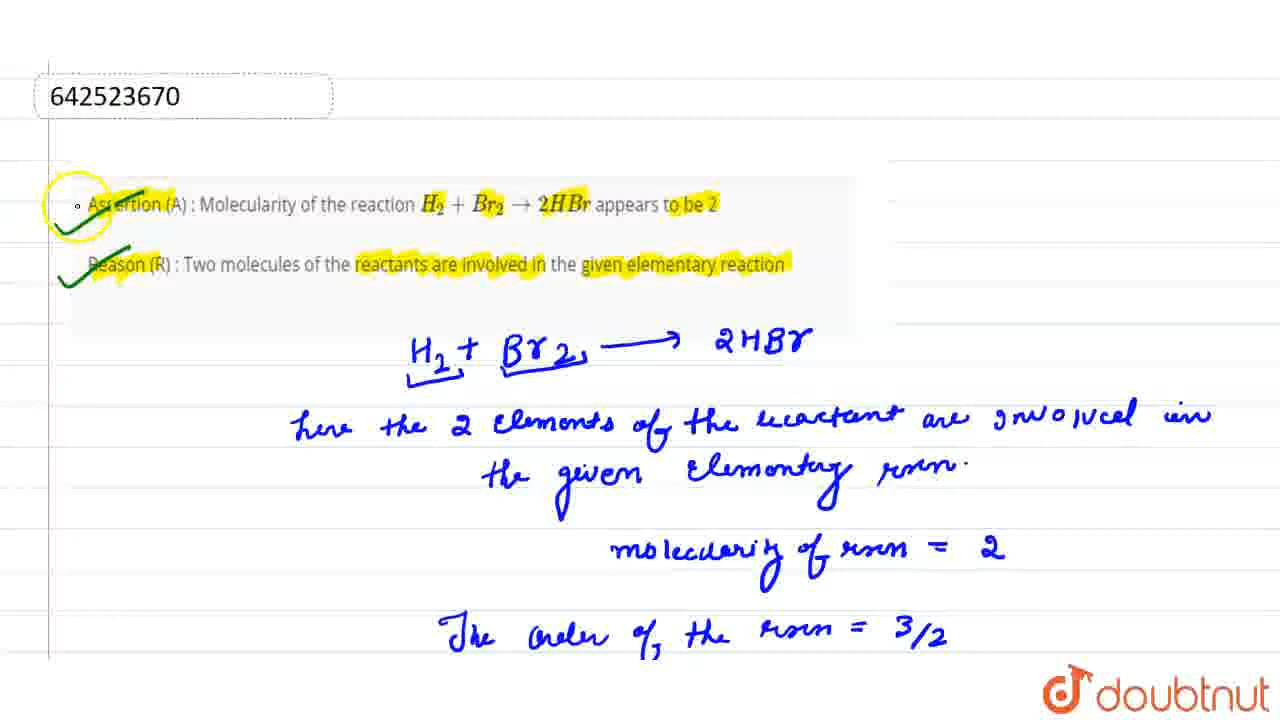 642523670
Assertion (A) : Molecularity of the reaction H₂ + Br₂ → 2HBr appears to be 2
Reason (R) : Two molecules of the reactants are involved in the given elementary reaction
H₂ + Br₂, ⟶ 2HBr
here the 2 Elements of the reactant are involved in
the given Elementary rxn.
molecularity of rxn = 2
The order of the rxn = 3/2
doubtnut